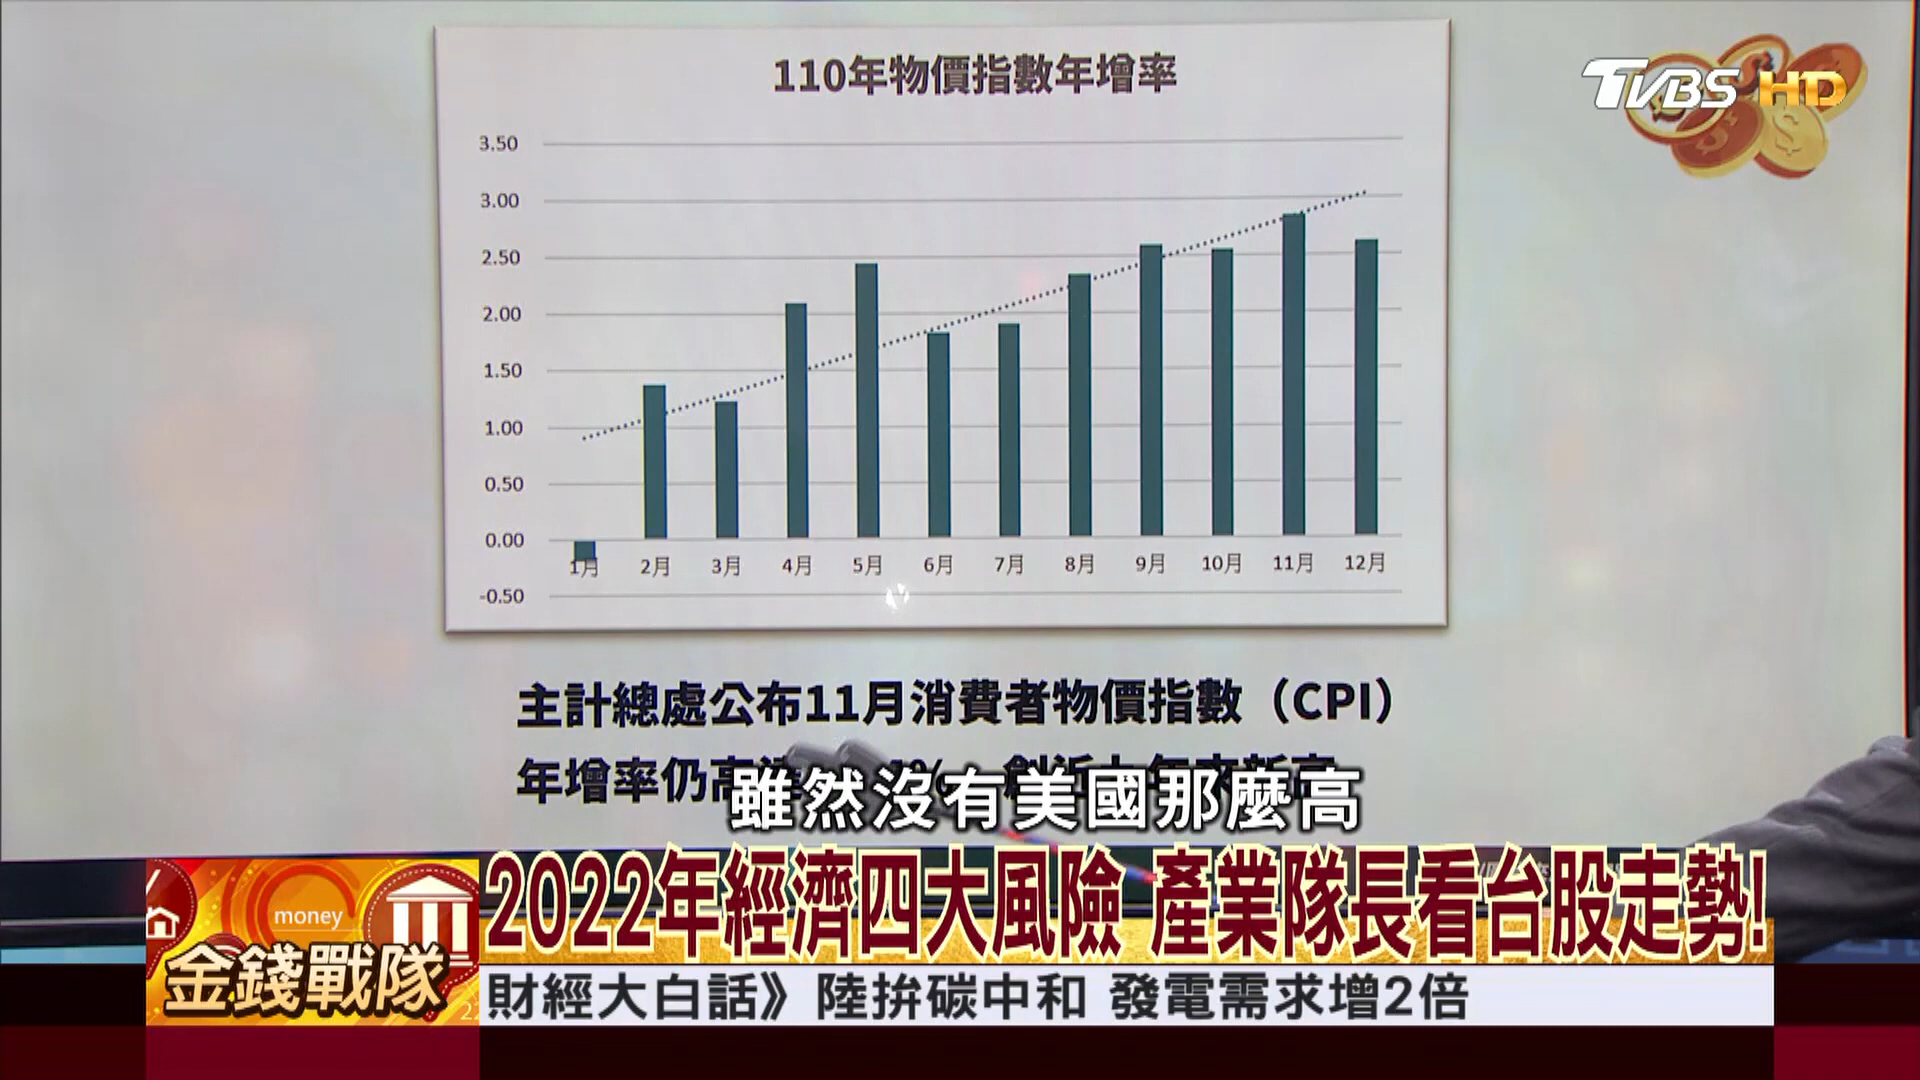 110年物價指數年增率
TVBS HD
3.50
3.00
2.50
2.00
1.50
1.00
0.50
0.00
-0.50
1月 2月 3月 4月 5月 6月 7月 8月 9月 10月 11月 12月
主計總處公布11月消費者物價指數（CPI）
年增率仍高
雖然沒有美國那麼高
2022年經濟四大風險 產業隊長看台股走勢!
money
金錢戰隊
財經大白話》陸拚碳中和 發電需求增2倍